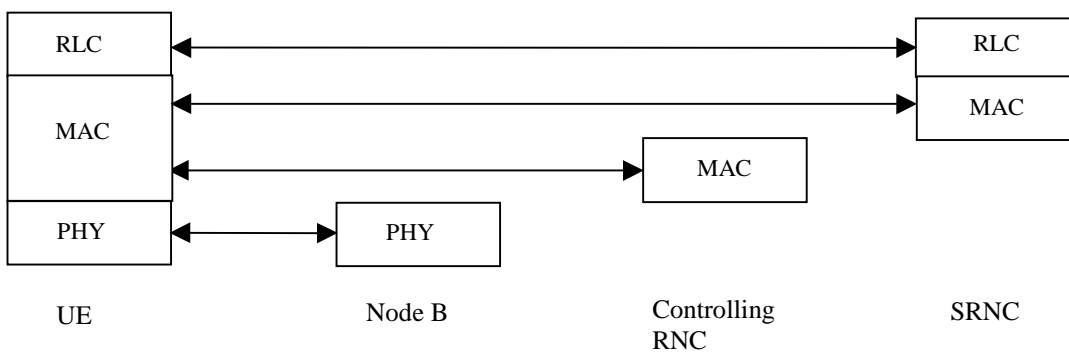 RLC
RLC
MAC
MAC
MAC
PHY
PHY
UE
Node B
Controlling
RNC
SRNC